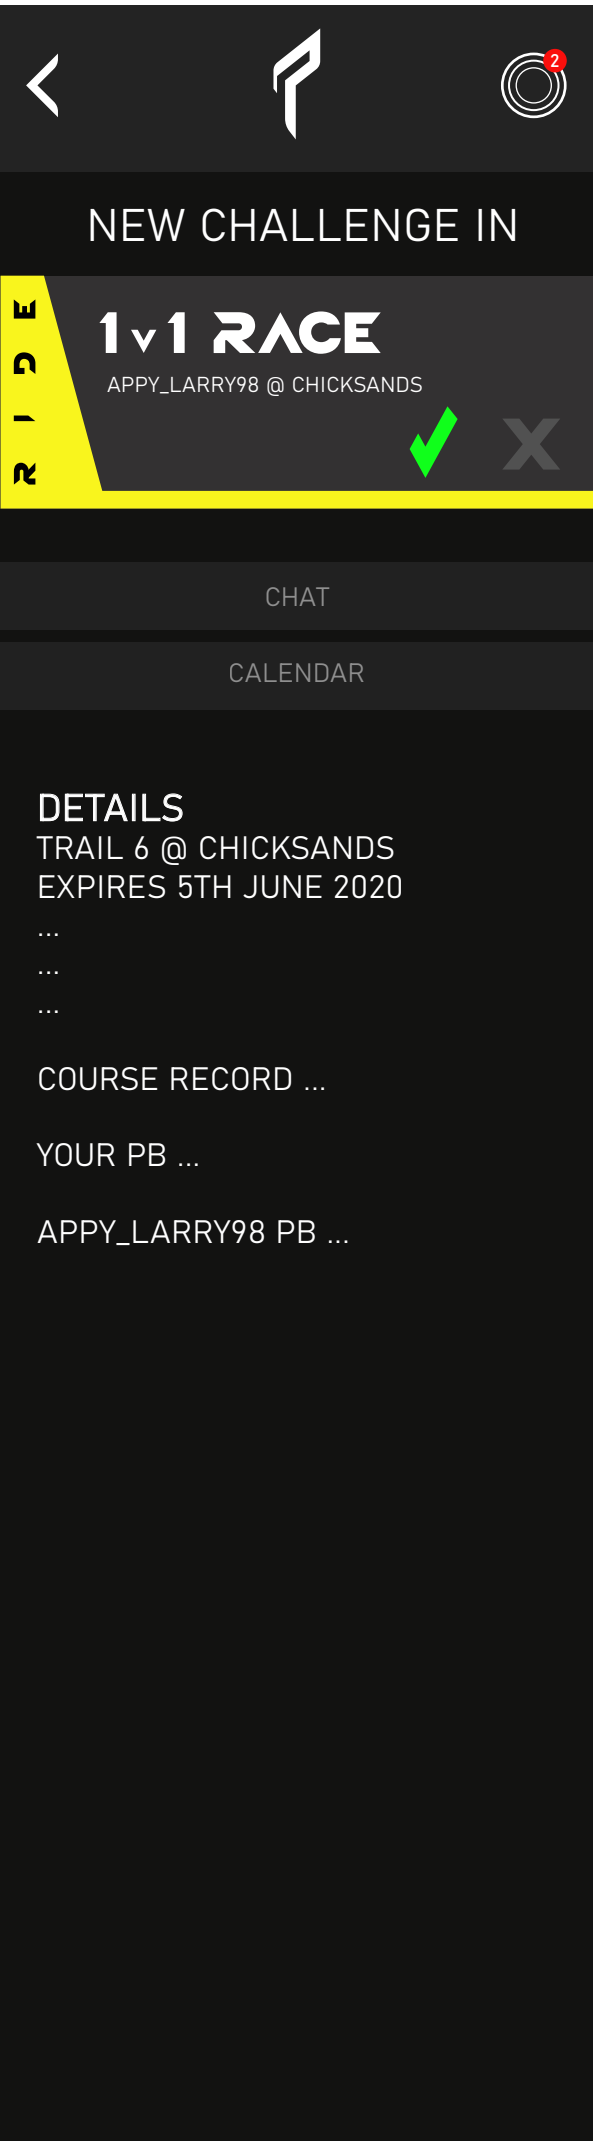 2
NEW CHALLENGE IN
RIDE
1v1 RACE
APPY_LARRY98 @ CHICKSANDS
X
CHAT
CALENDAR
DETAILS
TRAIL 6 @ CHICKSANDS
EXPIRES 5TH JUNE 2020
...
...
...
COURSE RECORD ...
YOUR PB ...
APPY_LARRY98 PB ...